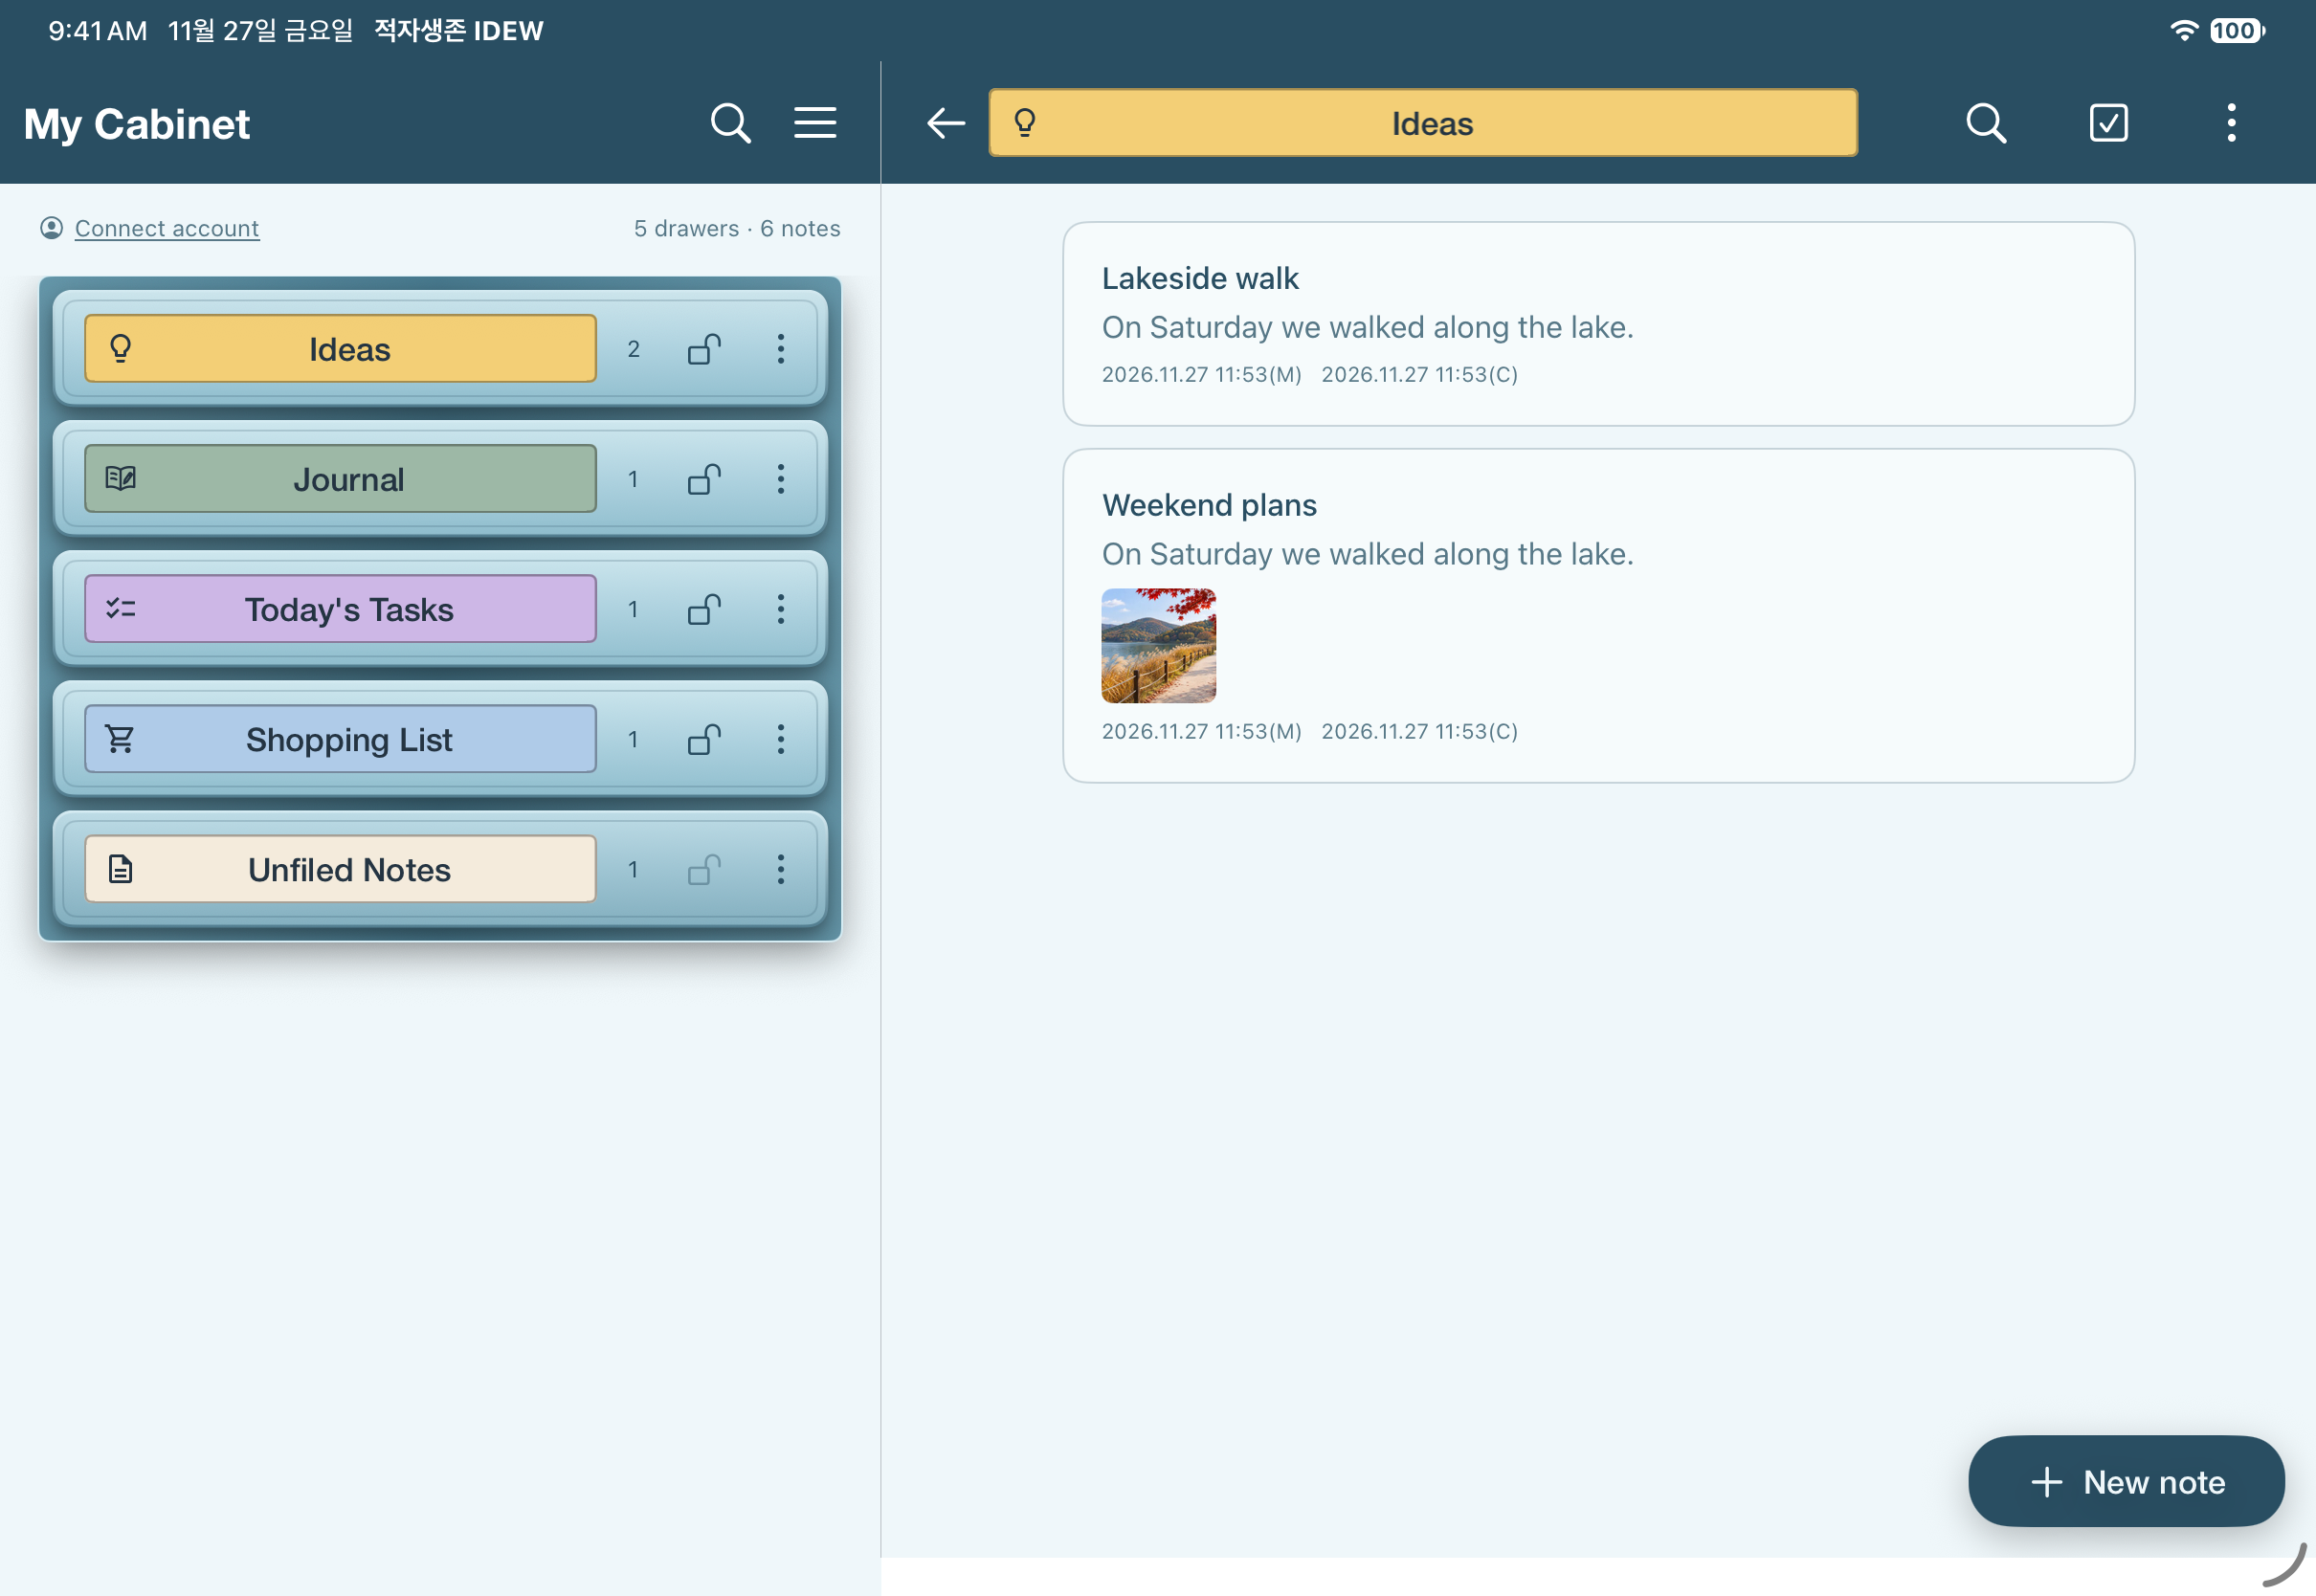 9:41 AM 11월 27일 금요일 적자생존 IDEW
100
My Cabinet
Ideas
Connect account
5 drawers · 6 notes
Ideas 2
Journal 1
Today's Tasks 1
Shopping List 1
Unfiled Notes 1
Lakeside walk
On Saturday we walked along the lake.
2026.11.27 11:53(M) 2026.11.27 11:53(C)
Weekend plans
On Saturday we walked along the lake.
2026.11.27 11:53(M) 2026.11.27 11:53(C)
New note